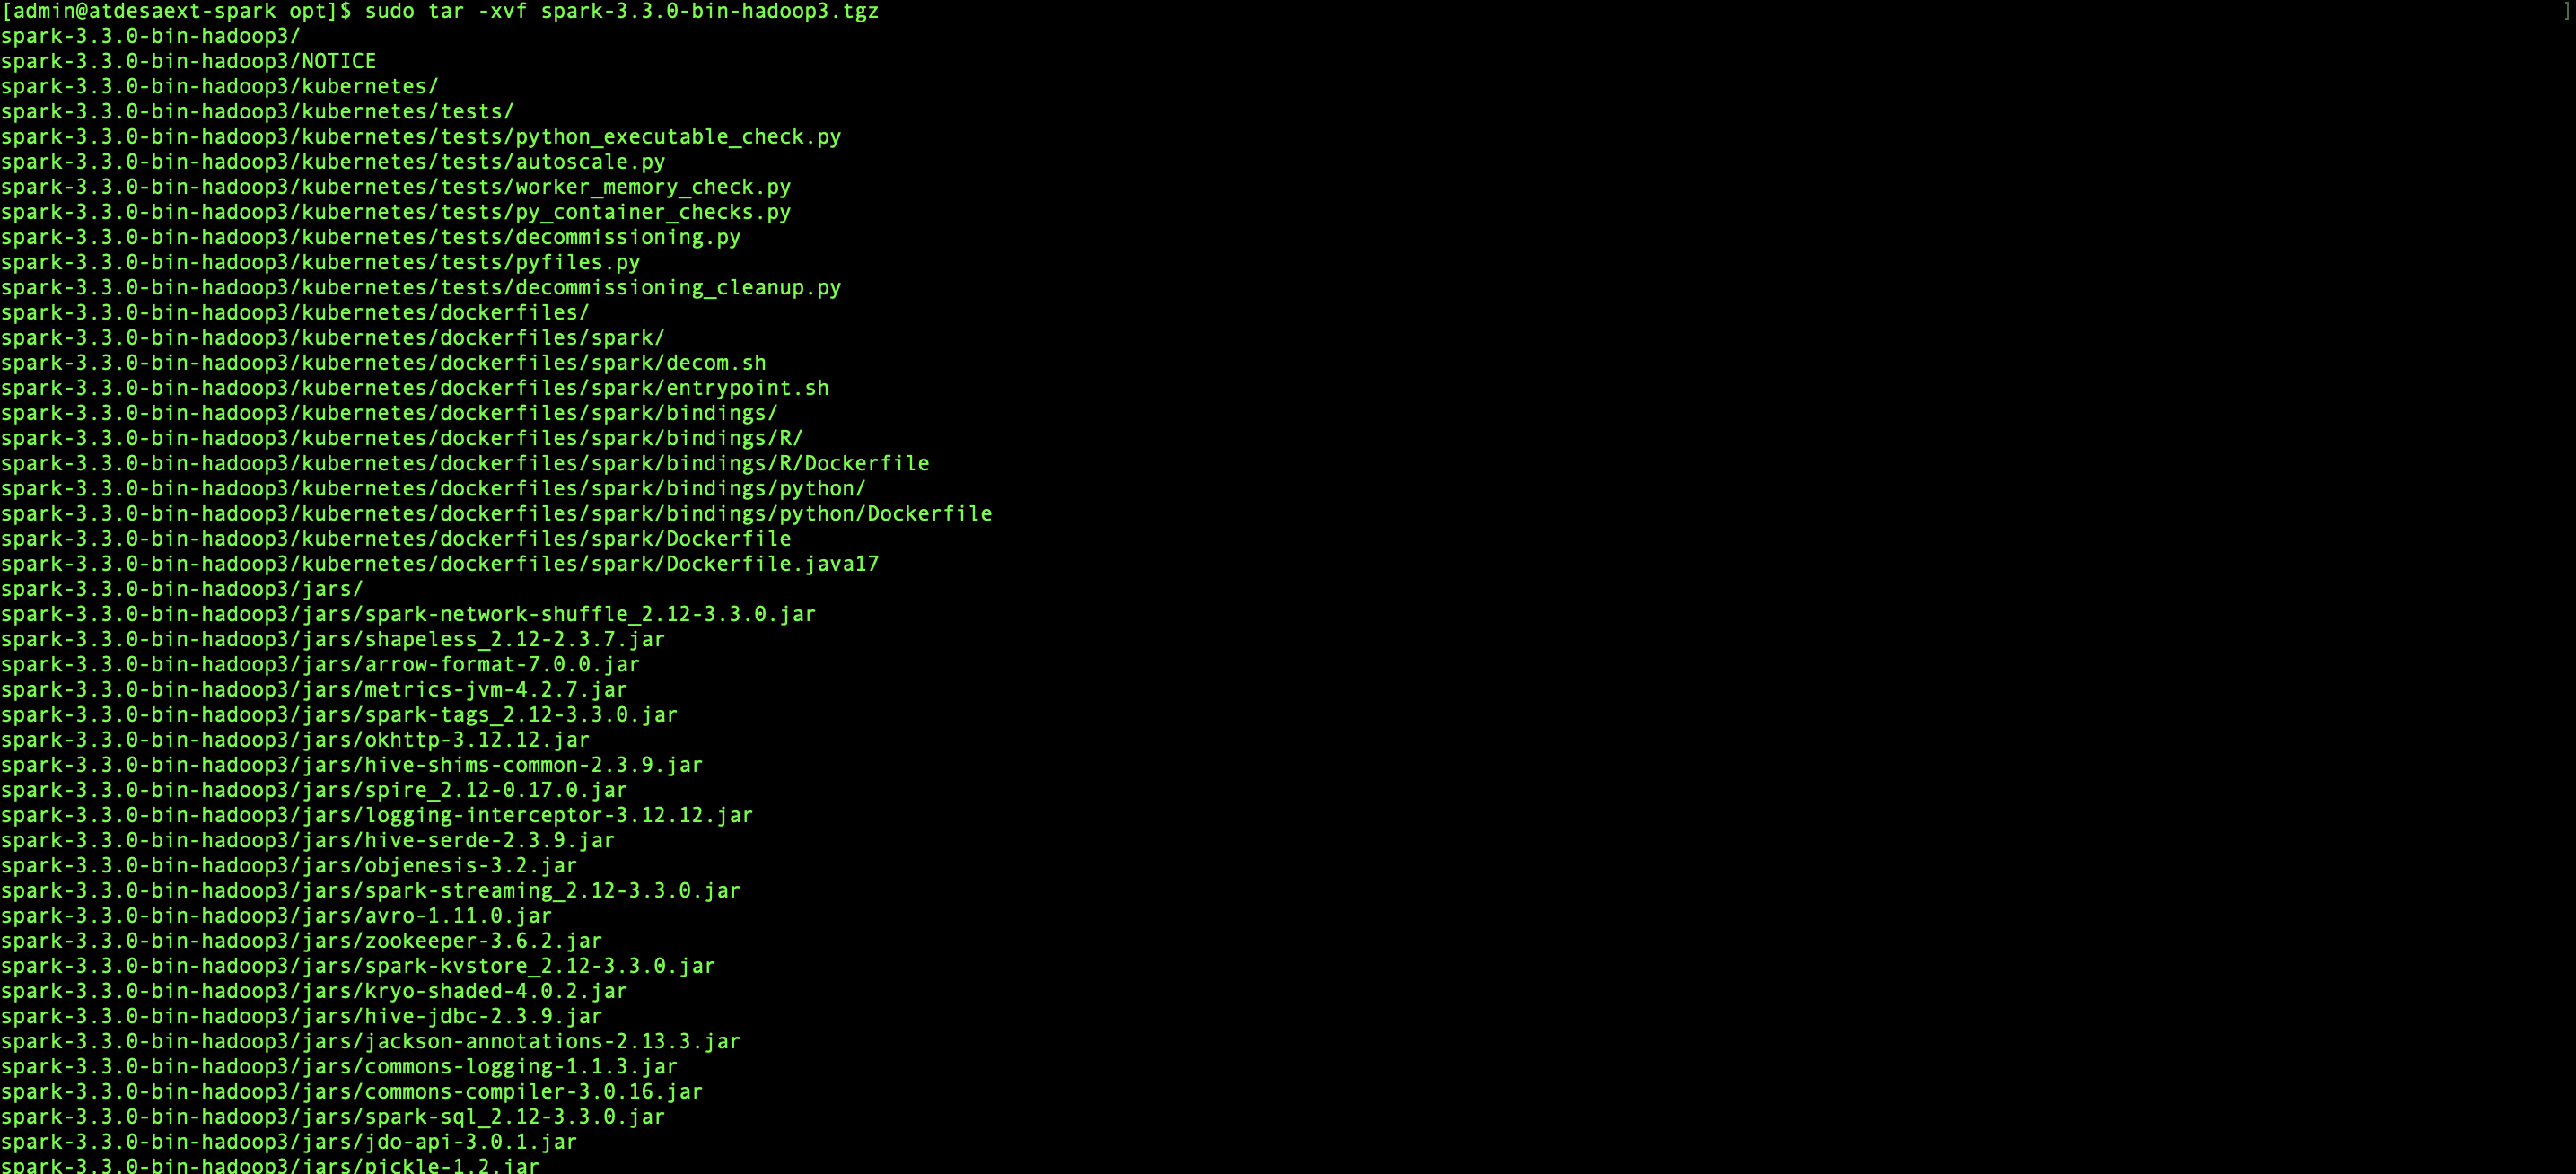 [admin@atdesaext-spark opt]$ sudo tar -xvf spark-3.3.0-bin-hadoop3.tgz ]
spark-3.3.0-bin-hadoop3/
spark-3.3.0-bin-hadoop3/NOTICE
spark-3.3.0-bin-hadoop3/kubernetes/
spark-3.3.0-bin-hadoop3/kubernetes/tests/
spark-3.3.0-bin-hadoop3/kubernetes/tests/python_executable_check.py
spark-3.3.0-bin-hadoop3/kubernetes/tests/autoscale.py
spark-3.3.0-bin-hadoop3/kubernetes/tests/worker_memory_check.py
spark-3.3.0-bin-hadoop3/kubernetes/tests/py_container_checks.py
spark-3.3.0-bin-hadoop3/kubernetes/tests/decommissioning.py
spark-3.3.0-bin-hadoop3/kubernetes/tests/pyfiles.py
spark-3.3.0-bin-hadoop3/kubernetes/tests/decommissioning_cleanup.py
spark-3.3.0-bin-hadoop3/kubernetes/dockerfiles/
spark-3.3.0-bin-hadoop3/kubernetes/dockerfiles/spark/
spark-3.3.0-bin-hadoop3/kubernetes/dockerfiles/spark/decom.sh
spark-3.3.0-bin-hadoop3/kubernetes/dockerfiles/spark/entrypoint.sh
spark-3.3.0-bin-hadoop3/kubernetes/dockerfiles/spark/bindings/
spark-3.3.0-bin-hadoop3/kubernetes/dockerfiles/spark/bindings/R/
spark-3.3.0-bin-hadoop3/kubernetes/dockerfiles/spark/bindings/R/Dockerfile
spark-3.3.0-bin-hadoop3/kubernetes/dockerfiles/spark/bindings/python/
spark-3.3.0-bin-hadoop3/kubernetes/dockerfiles/spark/bindings/python/Dockerfile
spark-3.3.0-bin-hadoop3/kubernetes/dockerfiles/spark/Dockerfile
spark-3.3.0-bin-hadoop3/kubernetes/dockerfiles/spark/Dockerfile.java17
spark-3.3.0-bin-hadoop3/jars/
spark-3.3.0-bin-hadoop3/jars/spark-network-shuffle_2.12-3.3.0.jar
spark-3.3.0-bin-hadoop3/jars/shapeless_2.12-2.3.7.jar
spark-3.3.0-bin-hadoop3/jars/arrow-format-7.0.0.jar
spark-3.3.0-bin-hadoop3/jars/metrics-jvm-4.2.7.jar
spark-3.3.0-bin-hadoop3/jars/spark-tags_2.12-3.3.0.jar
spark-3.3.0-bin-hadoop3/jars/okhttp-3.12.12.jar
spark-3.3.0-bin-hadoop3/jars/hive-shims-common-2.3.9.jar
spark-3.3.0-bin-hadoop3/jars/spire_2.12-0.17.0.jar
spark-3.3.0-bin-hadoop3/jars/logging-interceptor-3.12.12.jar
spark-3.3.0-bin-hadoop3/jars/hive-serde-2.3.9.jar
spark-3.3.0-bin-hadoop3/jars/objenesis-3.2.jar
spark-3.3.0-bin-hadoop3/jars/spark-streaming_2.12-3.3.0.jar
spark-3.3.0-bin-hadoop3/jars/avro-1.11.0.jar
spark-3.3.0-bin-hadoop3/jars/zookeeper-3.6.2.jar
spark-3.3.0-bin-hadoop3/jars/spark-kvstore_2.12-3.3.0.jar
spark-3.3.0-bin-hadoop3/jars/kryo-shaded-4.0.2.jar
spark-3.3.0-bin-hadoop3/jars/hive-jdbc-2.3.9.jar
spark-3.3.0-bin-hadoop3/jars/jackson-annotations-2.13.3.jar
spark-3.3.0-bin-hadoop3/jars/commons-logging-1.1.3.jar
spark-3.3.0-bin-hadoop3/jars/commons-compiler-3.0.16.jar
spark-3.3.0-bin-hadoop3/jars/spark-sql_2.12-3.3.0.jar
spark-3.3.0-bin-hadoop3/jars/jdo-api-3.0.1.jar
spark-3.3.0-bin-hadoop3/jars/pickle-1.2.jar